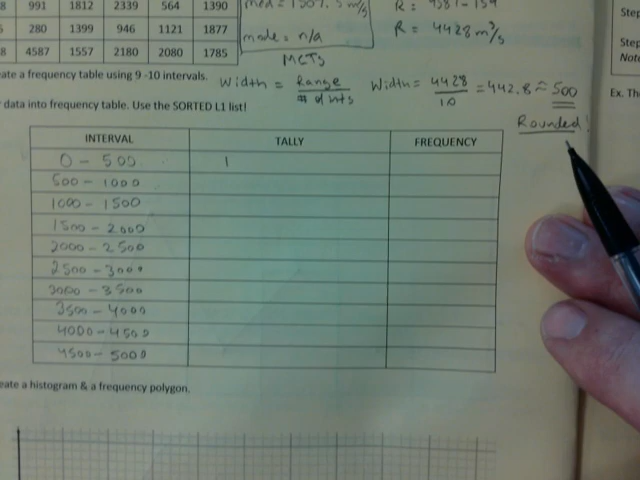 8 991 1812 2339 564 1390
280 1399 946 1121 1877
8 4587 1557 2180 2080 1785
mode = n/a
MCTS
R = 4428 m³/s
eate a frequency table using 9 -10 intervals.
Width = Range / # of ints
Width = 4428 / 10 = 442.8 ≈ 500
Rounded!
data into frequency table. Use the SORTED L1 list!
INTERVAL TALLY FREQUENCY
0 - 500 |
500 - 1000
1000 - 1500
1500 - 2000
2000 - 2500
2500 - 3000
3000 - 3500
3500 - 4000
4000 - 4500
4500 - 5000
eate a histogram & a frequency polygon.
Step
Step
Note
Ex. Th